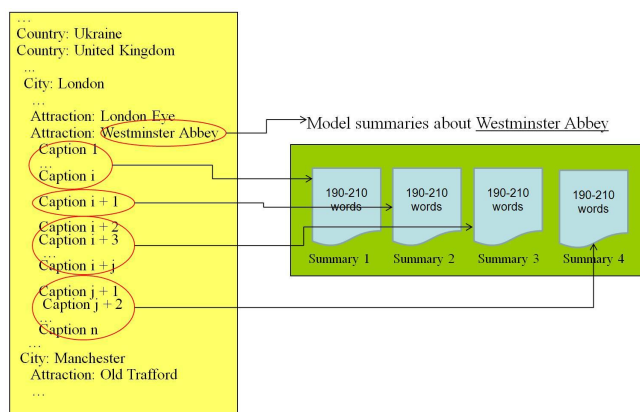 ...
Country: Ukraine
Country: United Kingdom
...
City: London
...
Attraction: London Eye
Attraction: Westminster Abbey
Caption 1
...
Caption i
Caption i + 1
Caption i + 2
Caption i + 3
...
Caption i + j
Caption j + 1
Caption j + 2
...
Caption n
...
City: Manchester
Attraction: Old Trafford
...
Model summaries about Westminster Abbey
190-210
words
Summary 1
190-210
words
Summary 2
190-210
words
Summary 3
190-210
words
Summary 4